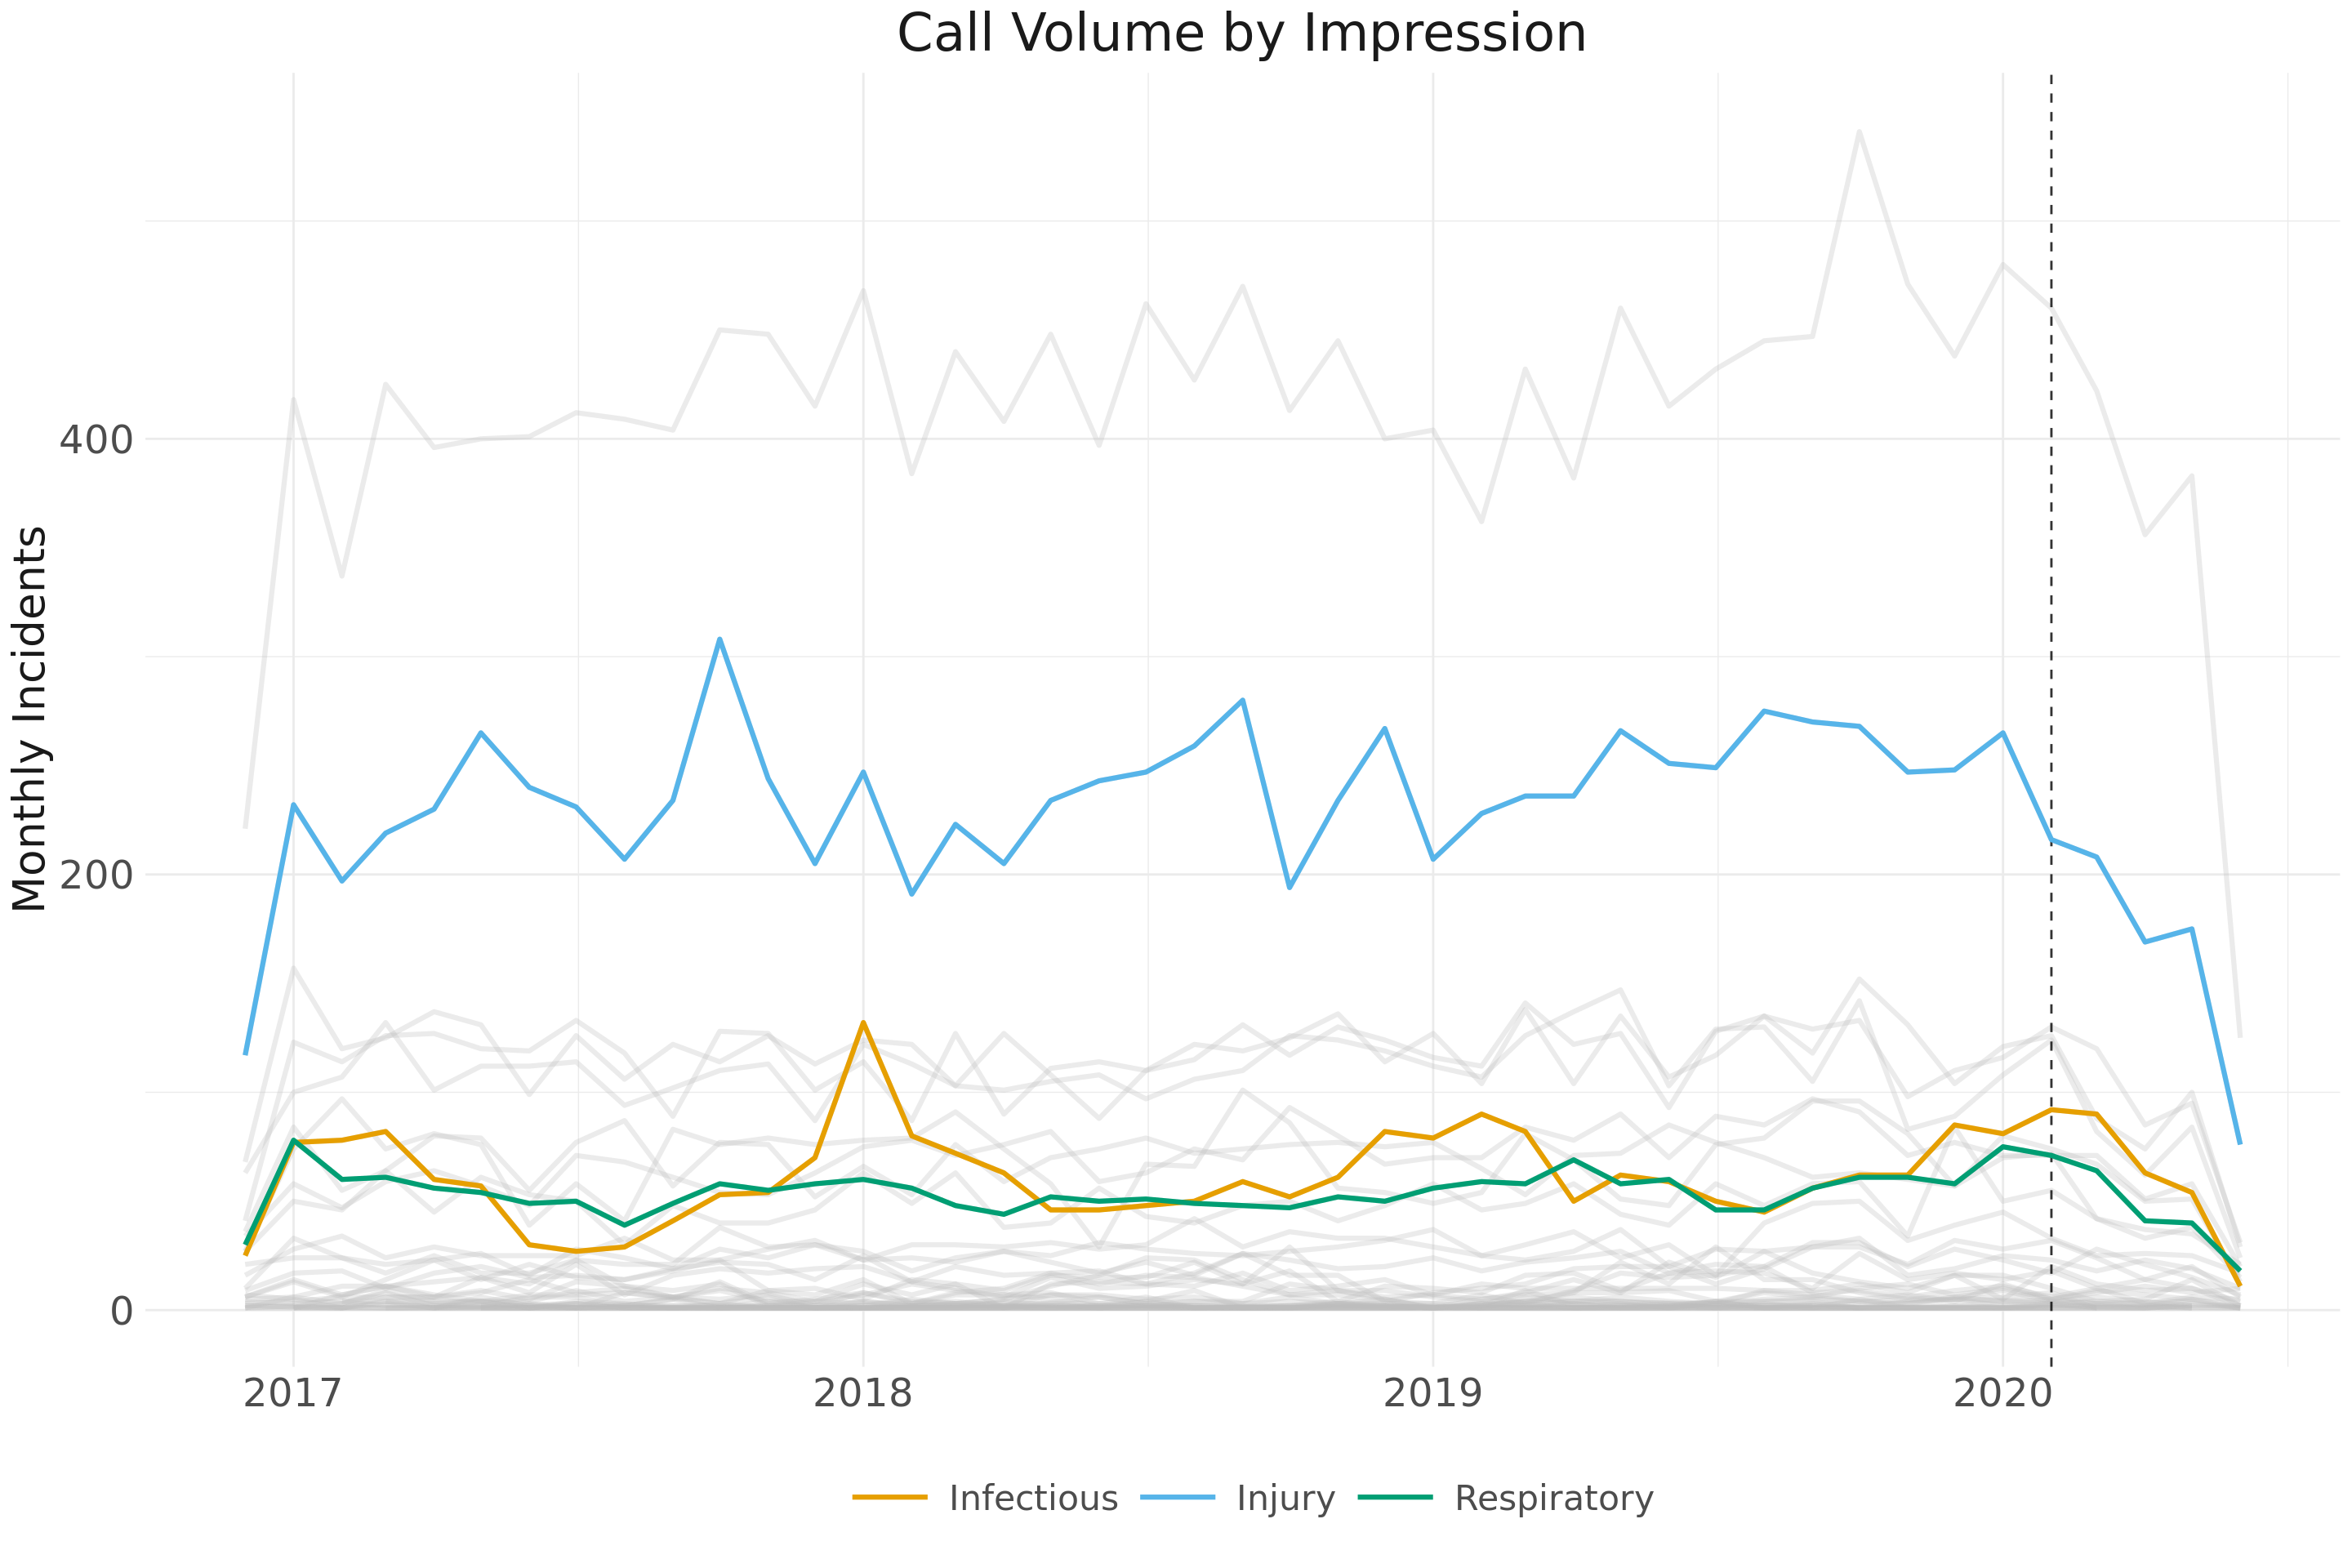 Call Volume by Impression
Monthly Incidents
400
200
0
2017 2018 2019 2020
Infectious Injury Respiratory